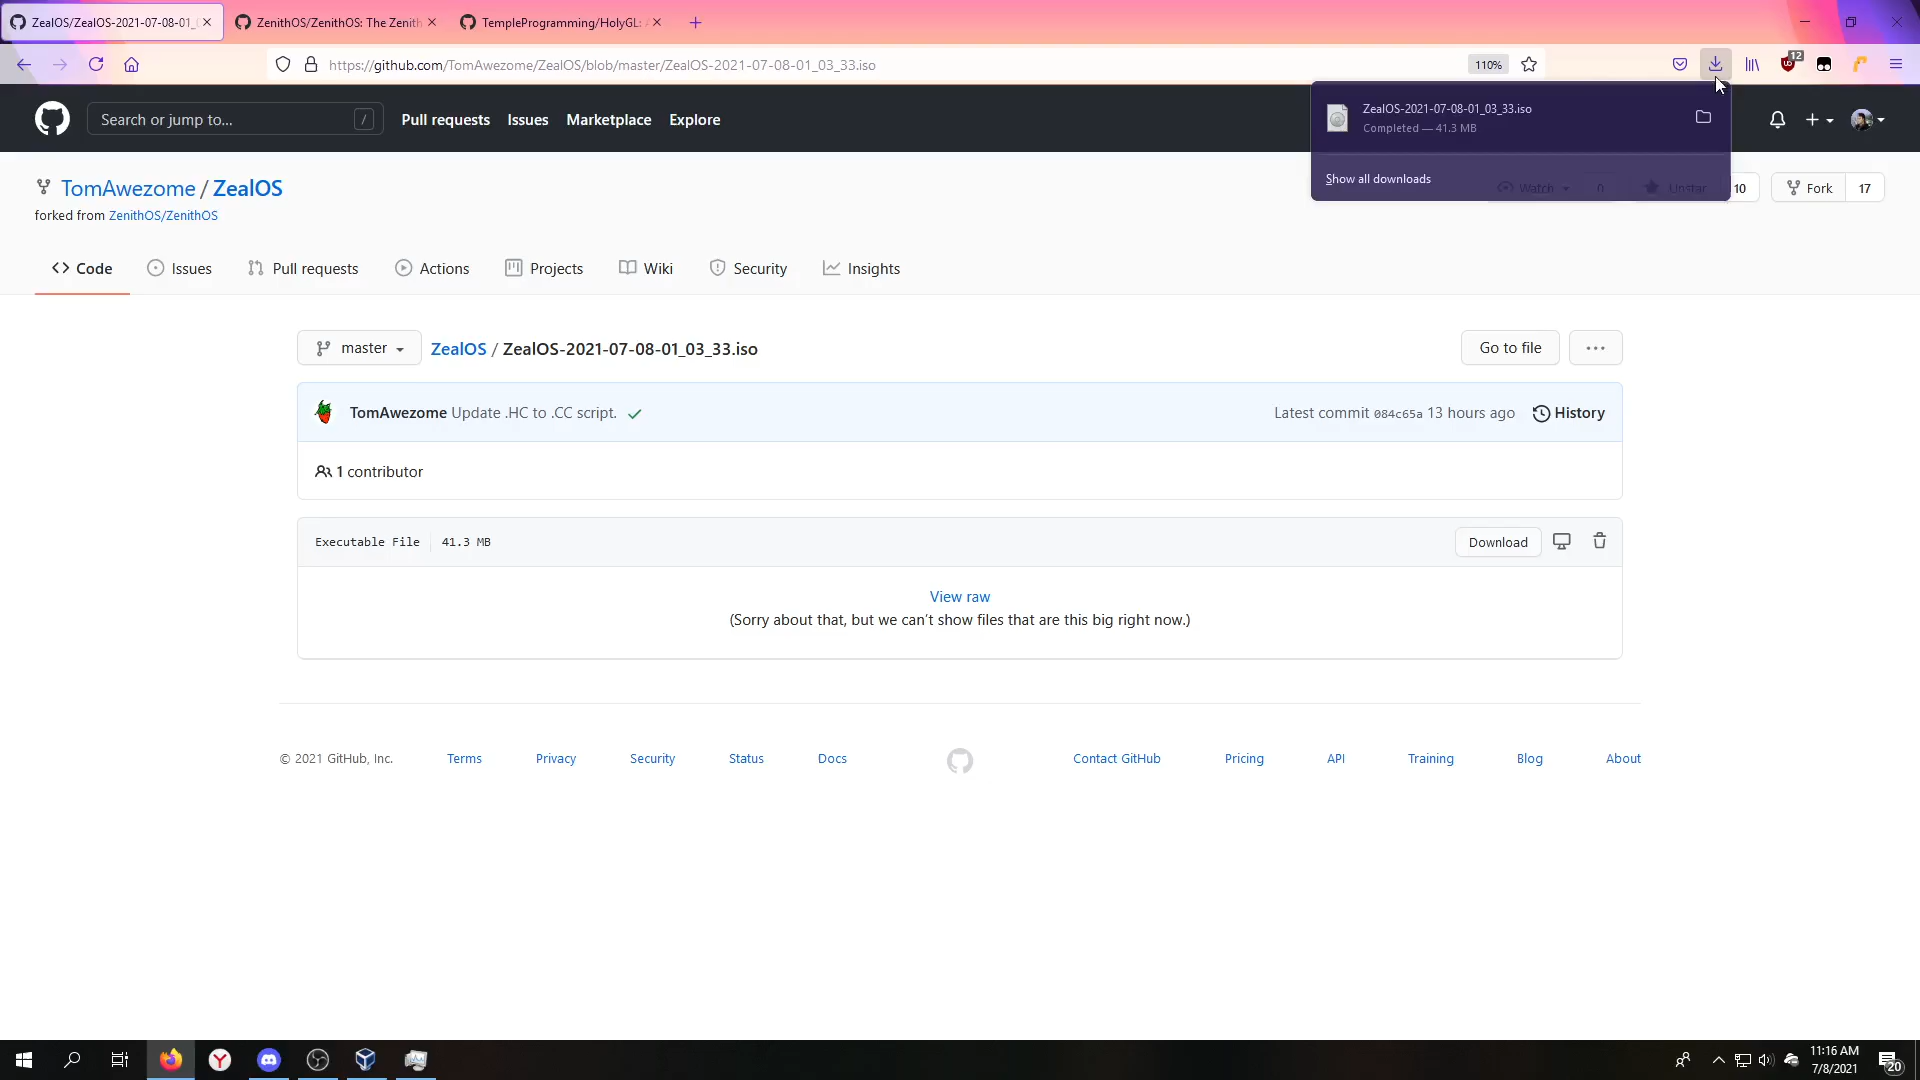 ZealOS/ZealOS-2021-07-08-01_
ZenithOS/ZenithOS: The Zenith
TempleProgramming/HolyGL:
https://github.com/TomAwezome/ZealOS/blob/master/ZealOS-2021-07-08-01_03_33.iso
110%
12
Search or jump to...
/
Pull requests
Issues
Marketplace
Explore
ZealOS-2021-07-08-01_03_33.iso
Completed — 41.3 MB
Show all downloads
TomAwezome / ZealOS
forked from ZenithOS/ZenithOS
Watch
0
Unstar
10
Fork
17
Code
Issues
Pull requests
Actions
Projects
Wiki
Security
Insights
master
ZealOS / ZealOS-2021-07-08-01_03_33.iso
Go to file
TomAwezome Update .HC to .CC script.
Latest commit 084c65a 13 hours ago
History
1 contributor
Executable File
41.3 MB
Download
View raw
(Sorry about that, but we can't show files that are this big right now.)
© 2021 GitHub, Inc.
Terms
Privacy
Security
Status
Docs
Contact GitHub
Pricing
API
Training
Blog
About
11:16 AM
7/8/2021
20